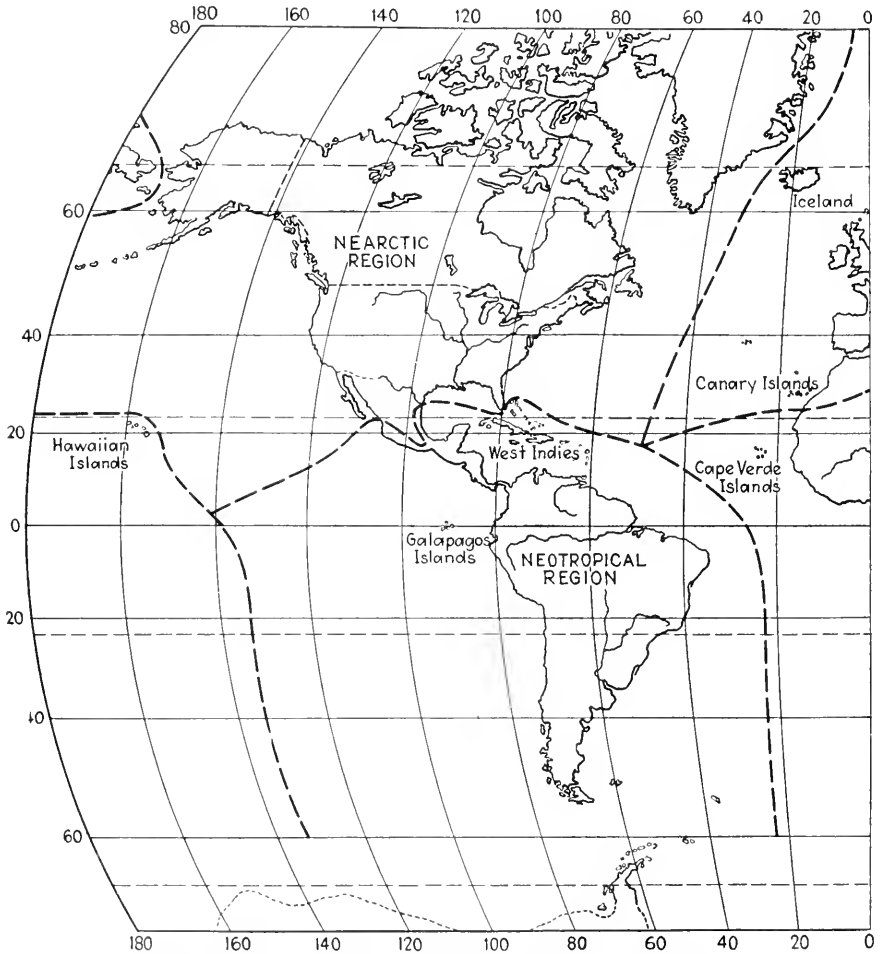 180 160 140 120 100 80 60 40 20 0
80
Iceland
60
NEARCTIC
REGION
40
Canary Islands
20
Hawaiian
Islands
West Indies
Cape Verde
Islands
0
Galapagos
Islands
NEOTROPICAL
REGION
20
40
60
180 160 140 120 100 80 60 40 20 0